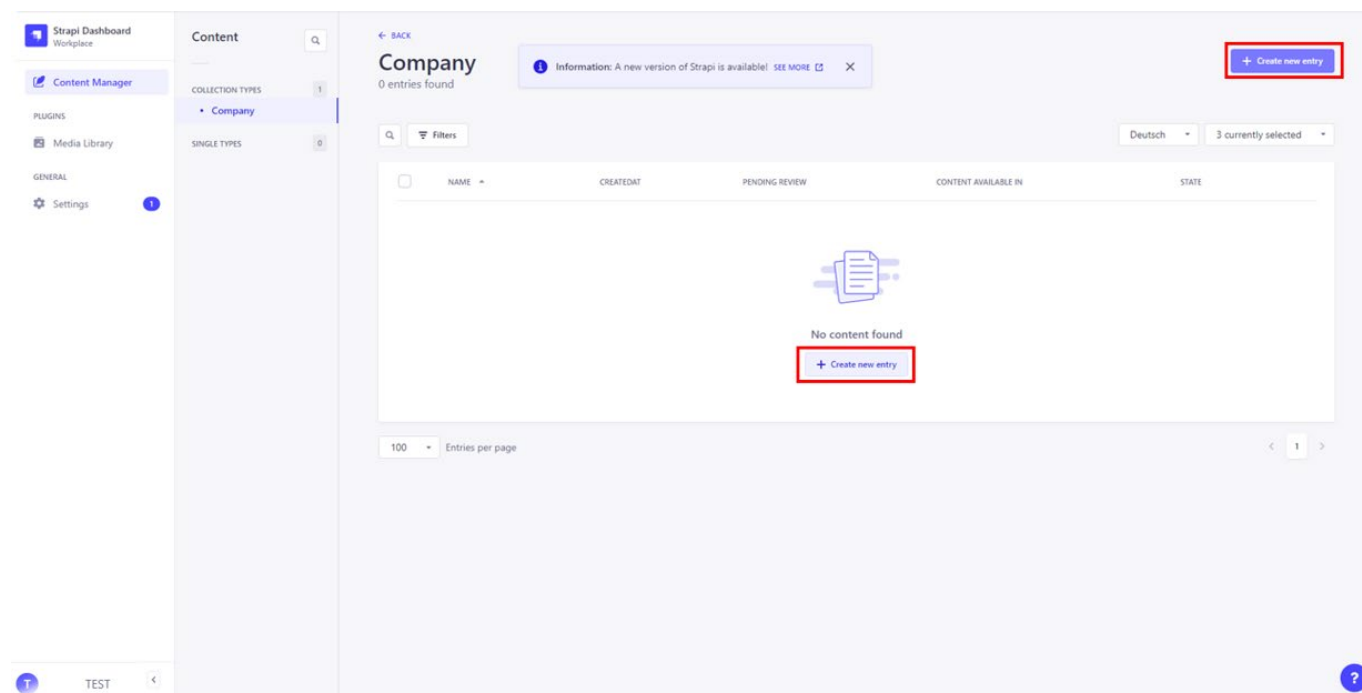 Strapi Dashboard
Workplace
Content Manager
PLUGINS
Media Library
GENERAL
Settings
1
TEST
T
Content
COLLECTION TYPES
1
Company
SINGLE TYPES
0
BACK
Company
0 entries found
Information: A new version of Strapi is available! SEE MORE
Create new entry
Filters
Deutsch
3 currently selected
NAME CREATEDAT PENDING REVIEW CONTENT AVAILABLE IN STATE
No content found
Create new entry
100 Entries per page
1
?